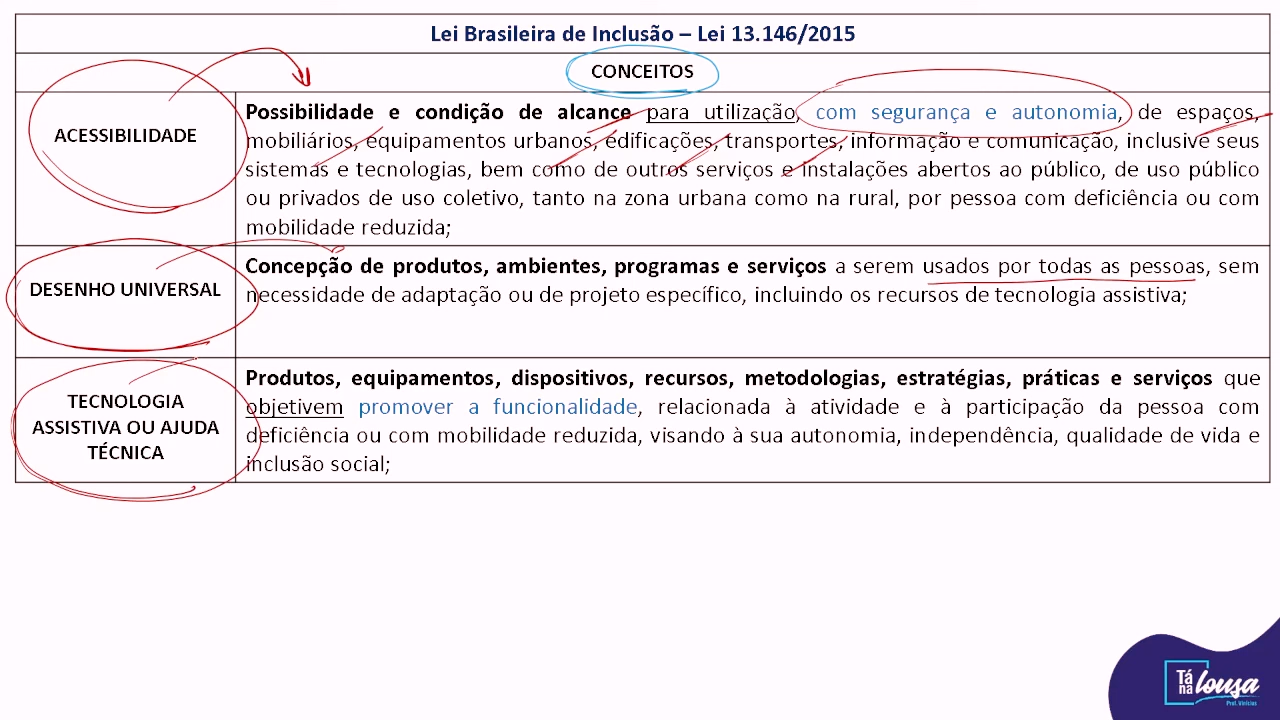 Lei Brasileira de Inclusão – Lei 13.146/2015
CONCEITOS
ACESSIBILIDADE
Possibilidade e condição de alcance para utilização, com segurança e autonomia, de espaços,
mobiliários, equipamentos urbanos, edificações, transportes, informação e comunicação, inclusive seus
sistemas e tecnologias, bem como de outros serviços e instalações abertos ao público, de uso público
ou privados de uso coletivo, tanto na zona urbana como na rural, por pessoa com deficiência ou com
mobilidade reduzida;
DESENHO UNIVERSAL
Concepção de produtos, ambientes, programas e serviços a serem usados por todas as pessoas, sem
necessidade de adaptação ou de projeto específico, incluindo os recursos de tecnologia assistiva;
TECNOLOGIA
ASSISTIVA OU AJUDA
TÉCNICA
Produtos, equipamentos, dispositivos, recursos, metodologias, estratégias, práticas e serviços que
objetivem promover a funcionalidade, relacionada à atividade e à participação da pessoa com
deficiência ou com mobilidade reduzida, visando à sua autonomia, independência, qualidade de vida e
inclusão social;
Tá na lousa
Prof. Vinícius